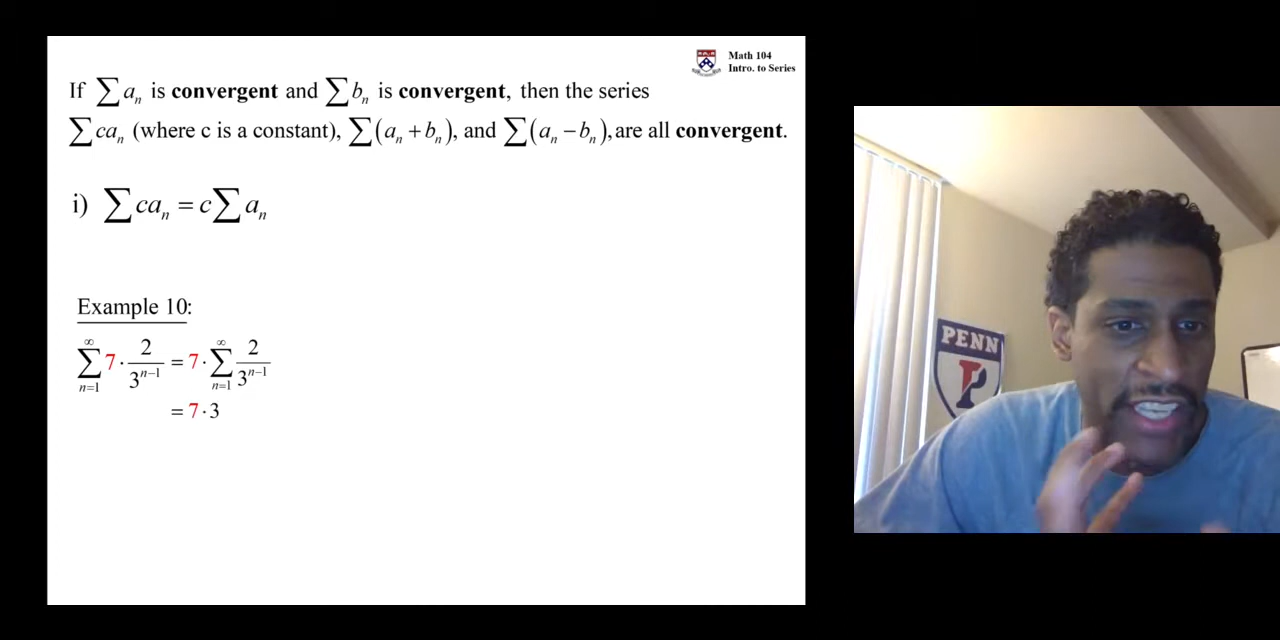 Math 104
Intro. to Series
If ∑aₙ is convergent and ∑bₙ is convergent, then the series
∑caₙ (where c is a constant), ∑(aₙ + bₙ), and ∑(aₙ − bₙ), are all convergent.
i) ∑caₙ = c∑aₙ
Example 10:
∑_{n=1}^{∞} 7 · 2/3^{n−1} = 7 · ∑_{n=1}^{∞} 2/3^{n−1}
= 7 · 3
PENN
P